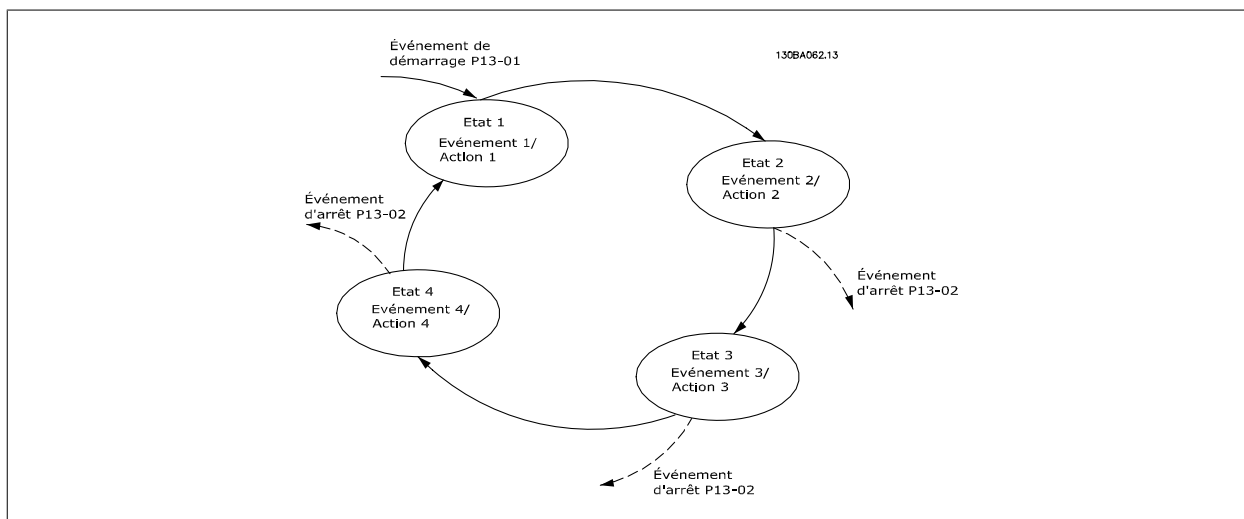 Événement de
démarrage P13-01
130BA062.13
Etat 1
Evénement 1/
Action 1
Etat 2
Evénement 2/
Action 2
Événement
d'arrêt P13-02
Événement
d'arrêt P13-02
Etat 4
Evénement 4/
Action 4
Etat 3
Evénement 3/
Action 3
Événement
d'arrêt P13-02